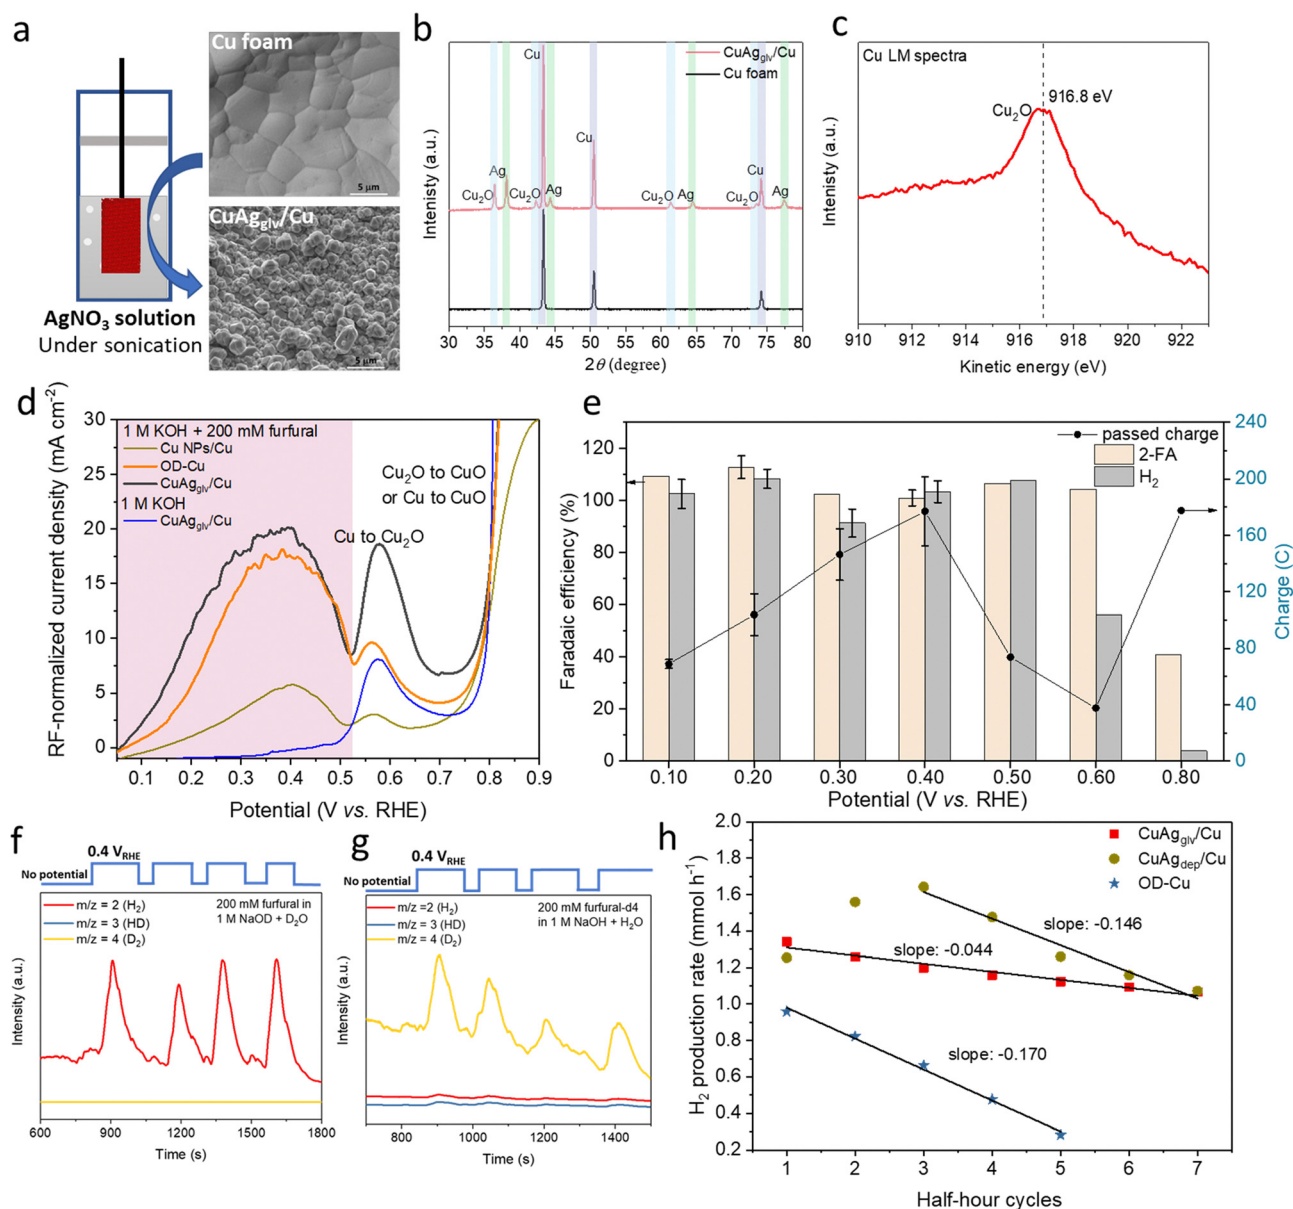 a
Cu foam
5 μm
CuAg_glv/Cu
5 μm
AgNO₃ solution
Under sonication
b
CuAg_glv/Cu
Cu foam
Cu
Cu
Cu
Ag
Cu₂O
Cu₂O
Ag
Cu₂O
Ag
Cu₂O
Ag
Intenisty (a.u.)
30 35 40 45 50 55 60 65 70 75 80
2θ (degree)
c
Cu LM spectra
916.8 eV
Cu₂O
Intenisty (a.u.)
910 912 914 916 918 920 922
Kinetic energy (eV)
d
RF-normalized current density (mA cm⁻²)
30
25
20
15
10
5
0
1 M KOH + 200 mM furfural
Cu NPs/Cu
OD-Cu
CuAg_glv/Cu
1 M KOH
CuAg_glv/Cu
Cu₂O to CuO
or Cu to CuO
Cu to Cu₂O
0.1 0.2 0.3 0.4 0.5 0.6 0.7 0.8 0.9
Potential (V vs. RHE)
e
Faradaic efficiency (%)
120
100
80
60
40
20
0
passed charge
2-FA
H₂
240
200
160
120
80
40
0
Charge (C)
0.10 0.20 0.30 0.40 0.50 0.60 0.80
Potential (V vs. RHE)
f
0.4 V_RHE
No potential
m/z = 2 (H₂)
m/z = 3 (HD)
m/z = 4 (D₂)
200 mM furfural in
1 M NaOD + D₂O
Intensity (a.u.)
600 900 1200 1500 1800
Time (s)
g
0.4 V_RHE
No potential
m/z =2 (H₂)
m/z = 3 (HD)
m/z = 4 (D₂)
200 mM furfural-d4
in 1 M NaOH + H₂O
Intensity (a.u.)
800 1000 1200 1400
Time (s)
h
H₂ production rate (mmol h⁻¹)
2.0
1.8
1.6
1.4
1.2
1.0
0.8
0.6
0.4
0.2
CuAg_glv/Cu
CuAg_dep/Cu
OD-Cu
slope: -0.146
slope: -0.044
slope: -0.170
1 2 3 4 5 6 7
Half-hour cycles